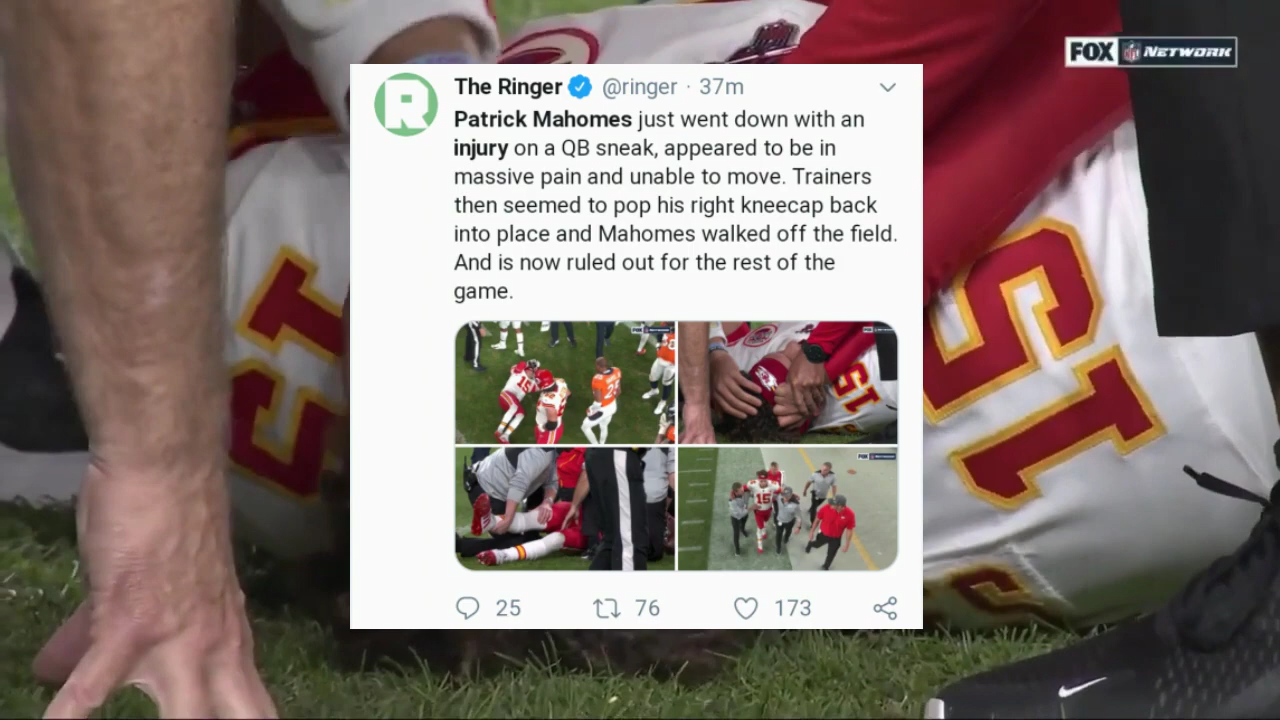 FOX NFL NETWORK
The Ringer @ringer · 37m
Patrick Mahomes just went down with an
injury on a QB sneak, appeared to be in
massive pain and unable to move. Trainers
then seemed to pop his right kneecap back
into place and Mahomes walked off the field.
And is now ruled out for the rest of the
game.
25 76 173
R
15
15
15
15
15